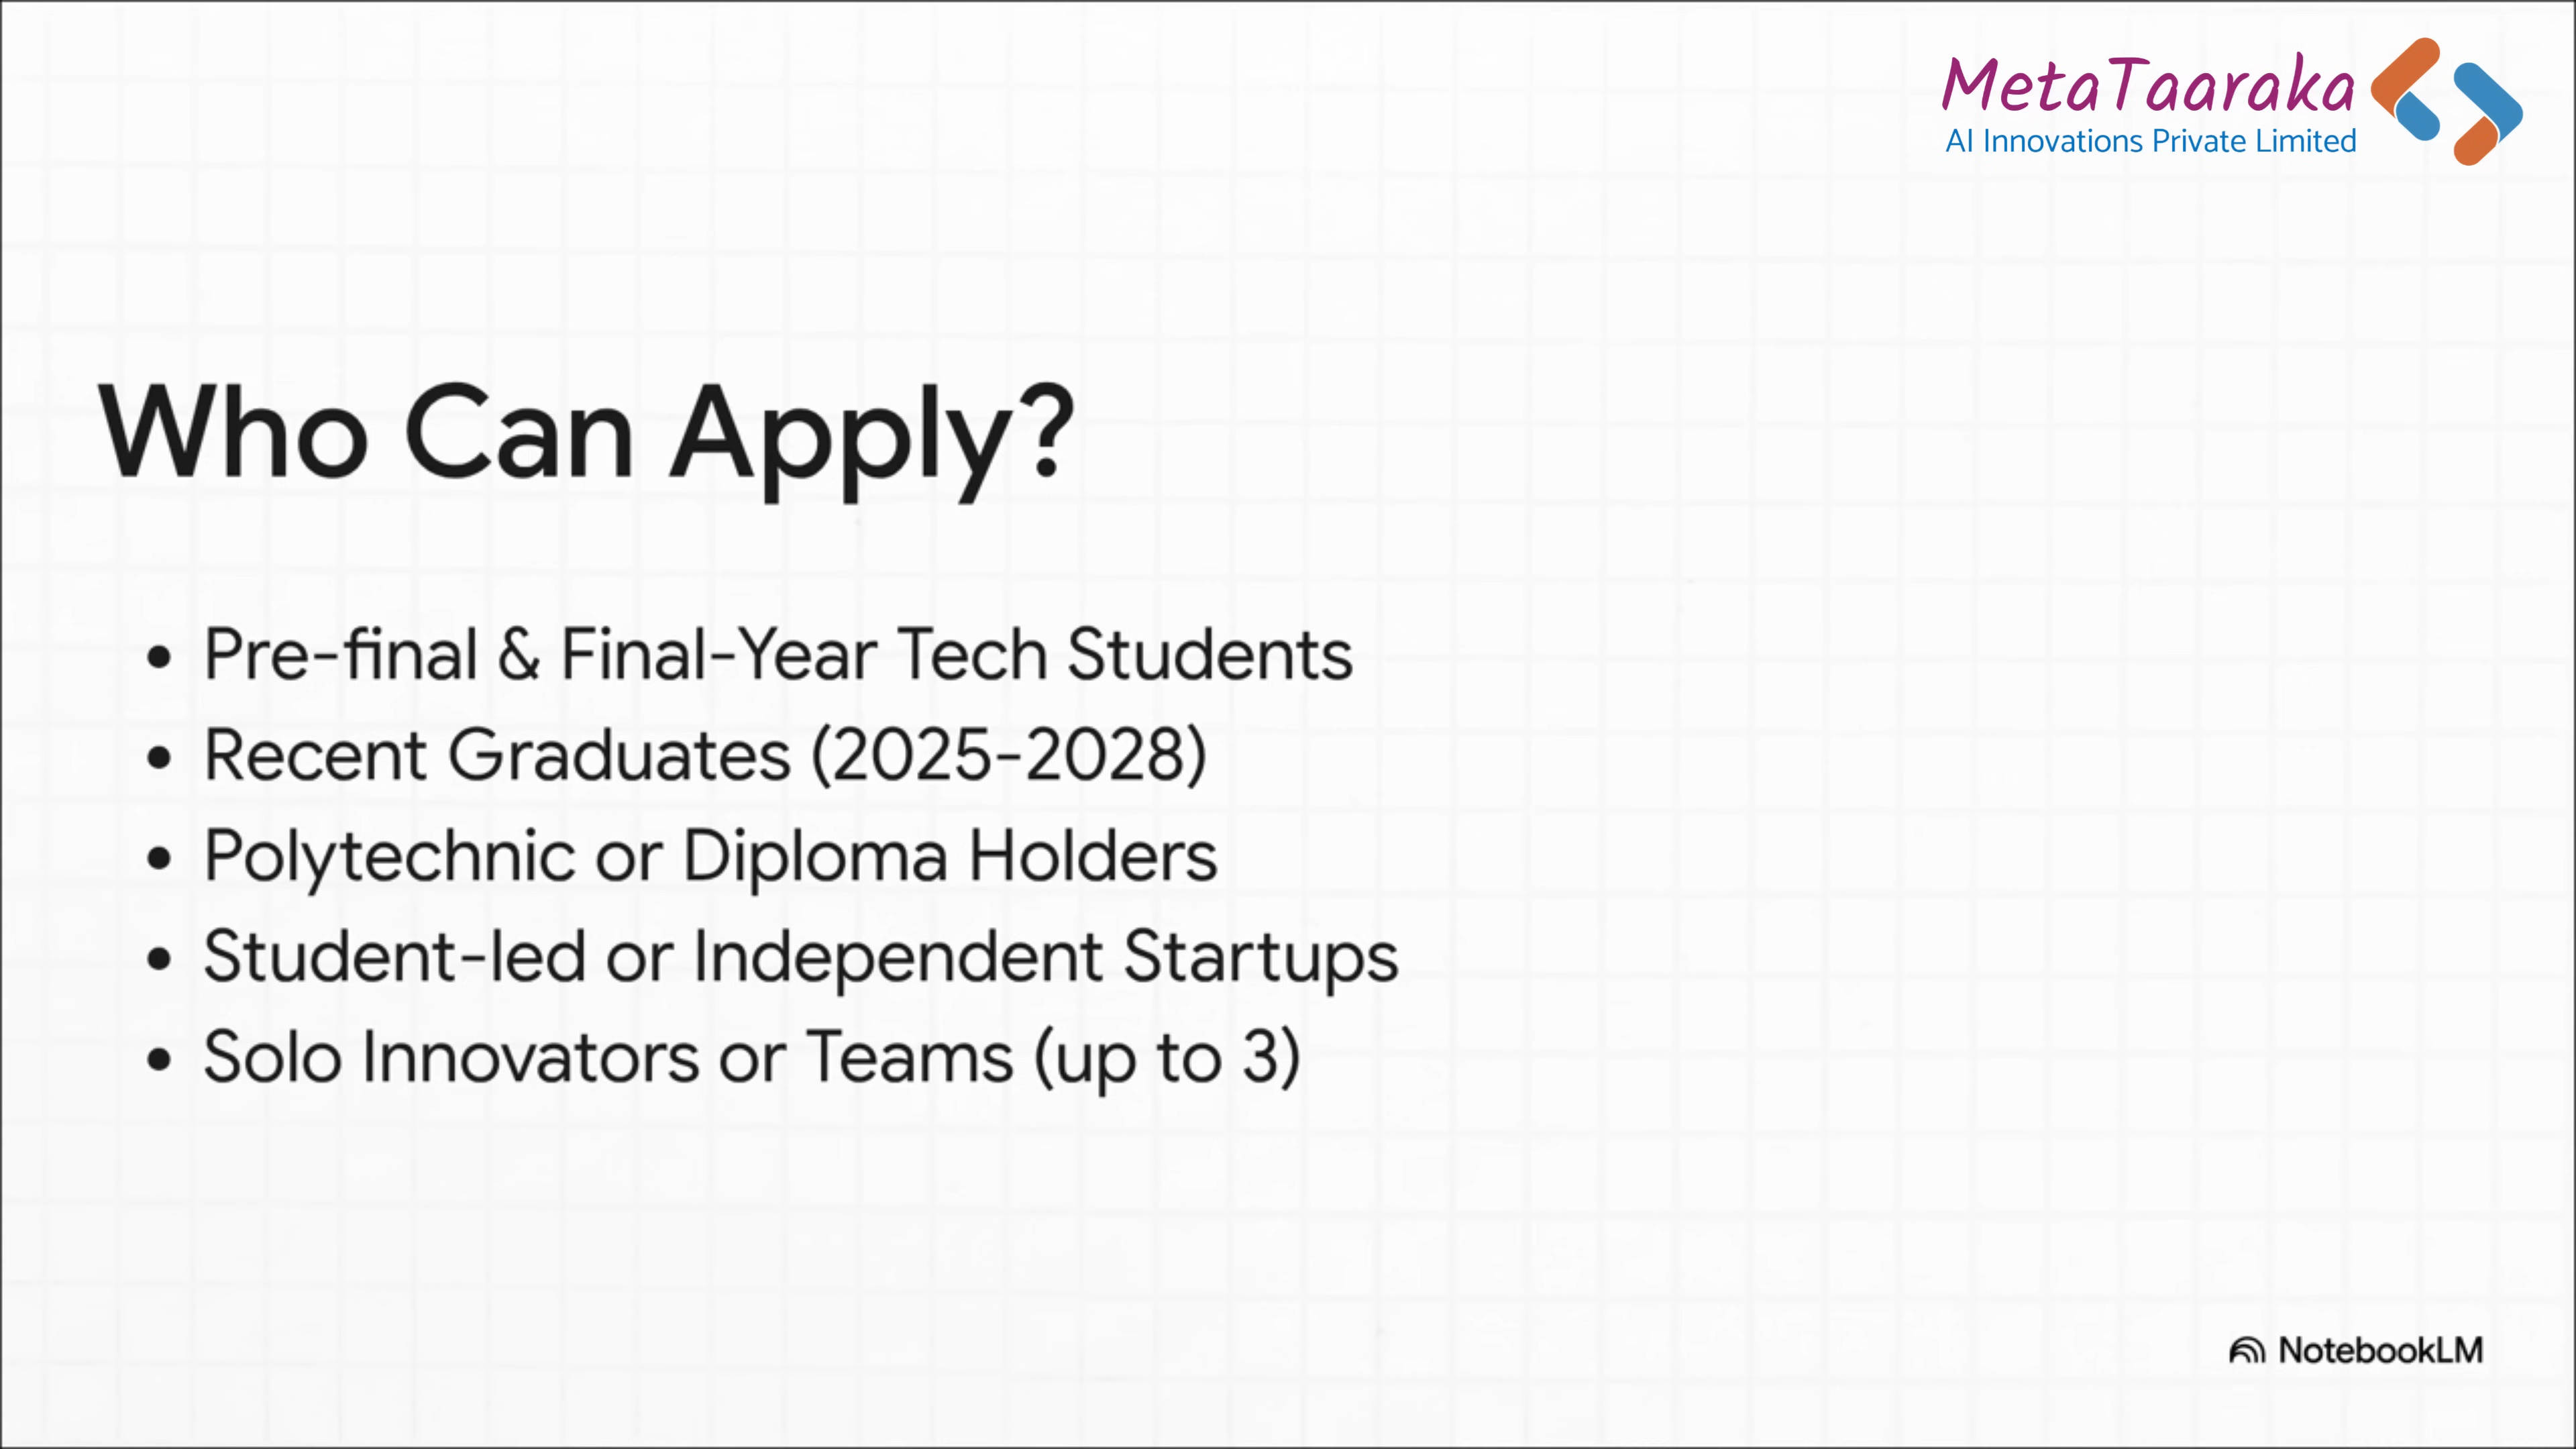 MetaTaaraka
AI Innovations Private Limited
Who Can Apply?
• Pre-final & Final-Year Tech Students
• Recent Graduates (2025-2028)
• Polytechnic or Diploma Holders
• Student-led or Independent Startups
• Solo Innovators or Teams (up to 3)
NotebookLM